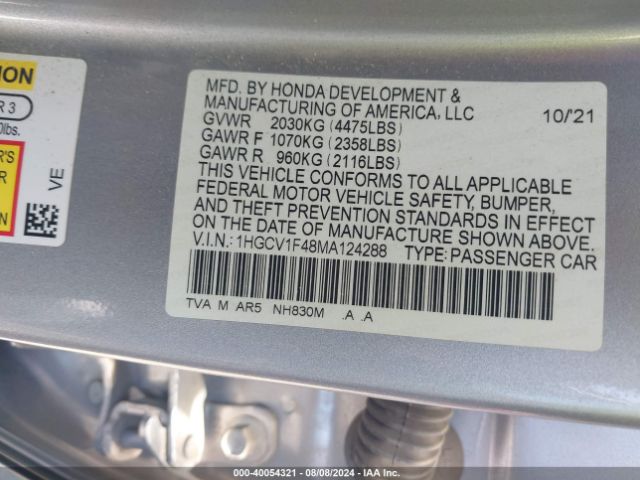 ION
R 3
0lbs.
R'S
R
N
VE
MFD. BY HONDA DEVELOPMENT &
MANUFACTURING OF AMERICA, LLC 10/'21
GVWR 2030KG (4475LBS)
GAWR F 1070KG (2358LBS)
GAWR R 960KG (2116LBS)
THIS VEHICLE CONFORMS TO ALL APPLICABLE
FEDERAL MOTOR VEHICLE SAFETY, BUMPER,
AND THEFT PREVENTION STANDARDS IN EFFECT
ON THE DATE OF MANUFACTURE SHOWN ABOVE.
V.I.N.: 1HGCV1F48MA124288 TYPE: PASSENGER CAR
TVA M AR5 NH830M .A .A
000-40054321 - 08/08/2024 - IAA Inc.